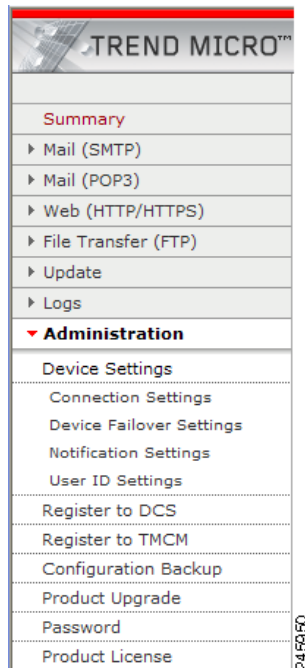 TREND MICRO™
Summary
Mail (SMTP)
Mail (POP3)
Web (HTTP/HTTPS)
File Transfer (FTP)
Update
Logs
Administration
Device Settings
Connection Settings
Device Failover Settings
Notification Settings
User ID Settings
Register to DCS
Register to TMCM
Configuration Backup
Product Upgrade
Password
Product License
245950